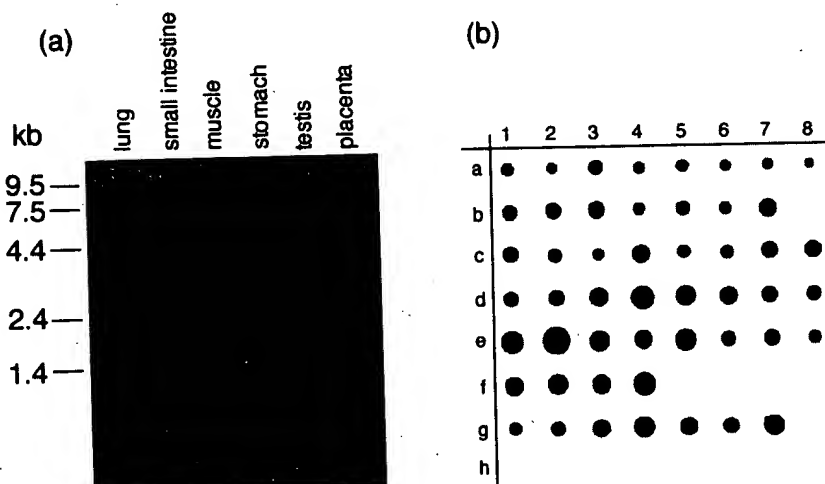 (a)
lung
small intestine
muscle
stomach
testis
placenta
kb
9.5
7.5
4.4
2.4
1.4
(b)
1 2 3 4 5 6 7 8
a
b
c
d
e
f
g
h